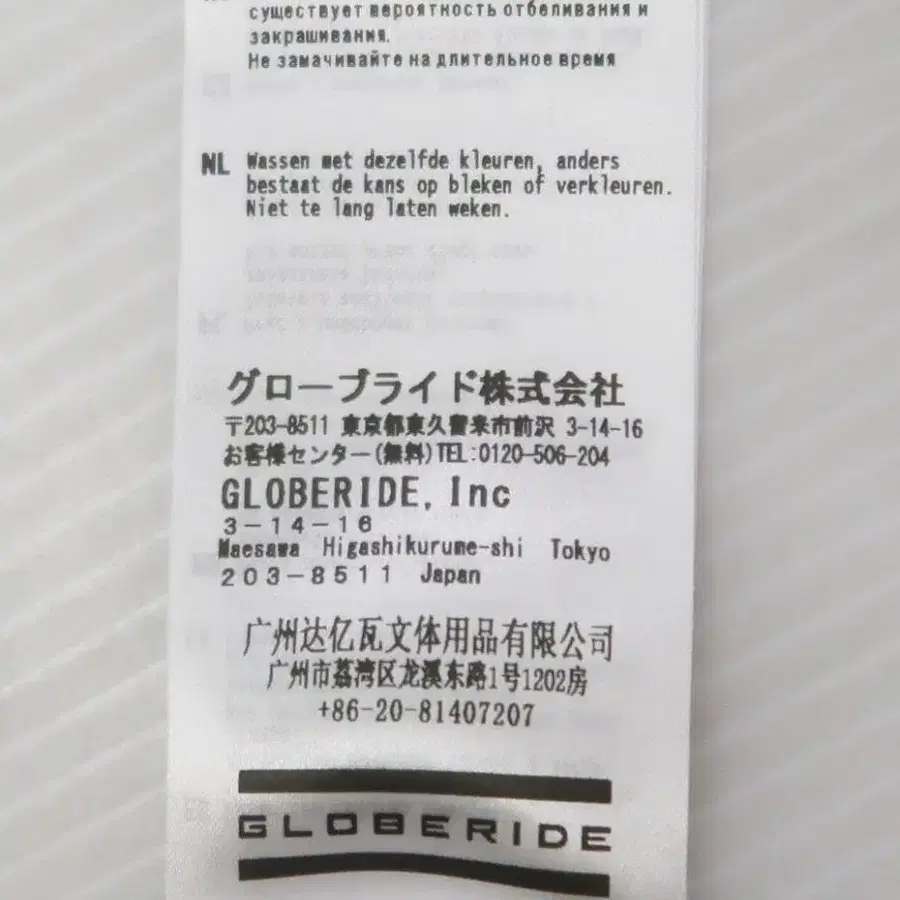 существует вероятность отбеливания и
закрашивания.
Не замачивайте на длительное время
NL Wassen met dezelfde kleuren, anders
bestaat de kans op bleken of verkleuren.
Niet te lang laten weken.
グローブライド株式会社
〒203-8511 東京都東久留米市前沢 3-14-16
お客様センター(無料)TEL:0120-506-204
GLOBERIDE, Inc
3-14-16
Maesawa Higashikurume-shi Tokyo
203-8511 Japan
广州达亿瓦文体用品有限公司
广州市荔湾区龙溪东路1号1202房
+86-20-81407207
GLOBERIDE